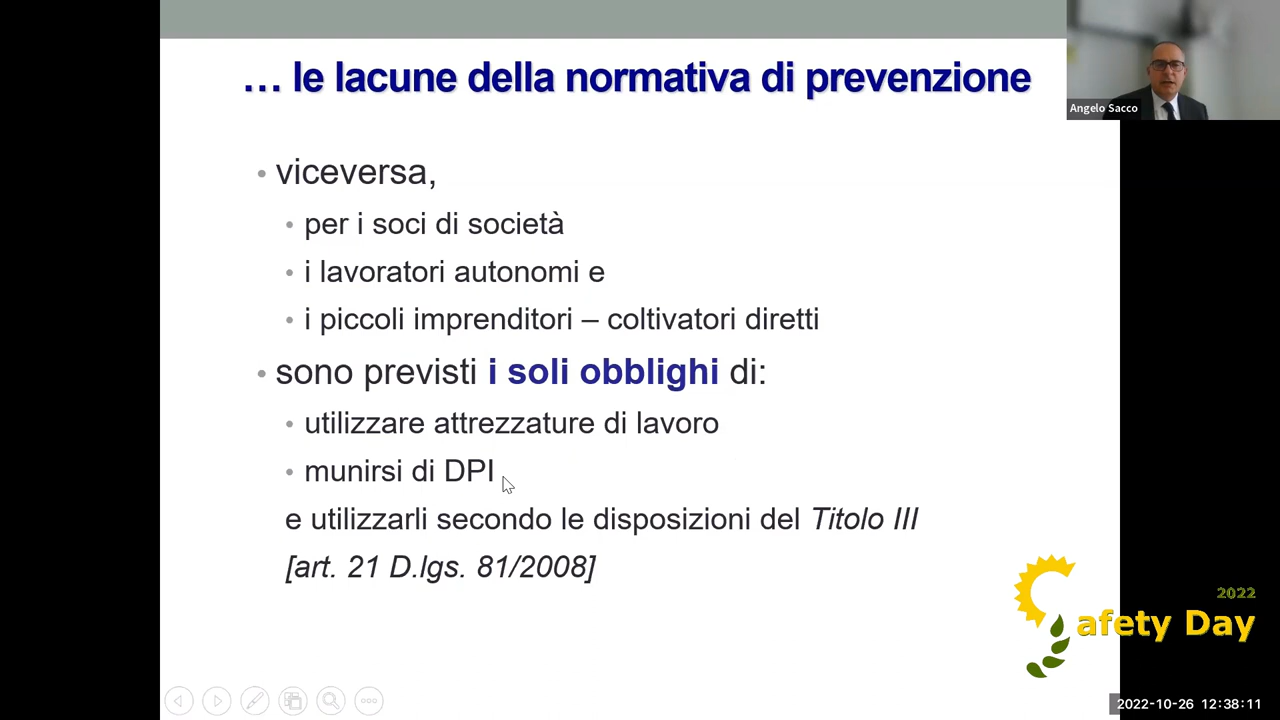 … le lacune della normativa di prevenzione
Angelo Sacco
• viceversa,
• per i soci di società
• i lavoratori autonomi e
• i piccoli imprenditori – coltivatori diretti
• sono previsti i soli obblighi di:
• utilizzare attrezzature di lavoro
• munirsi di DPI
e utilizzarli secondo le disposizioni del Titolo III
[art. 21 D.lgs. 81/2008]
2022
Safety Day
2022-10-26 12:38:11